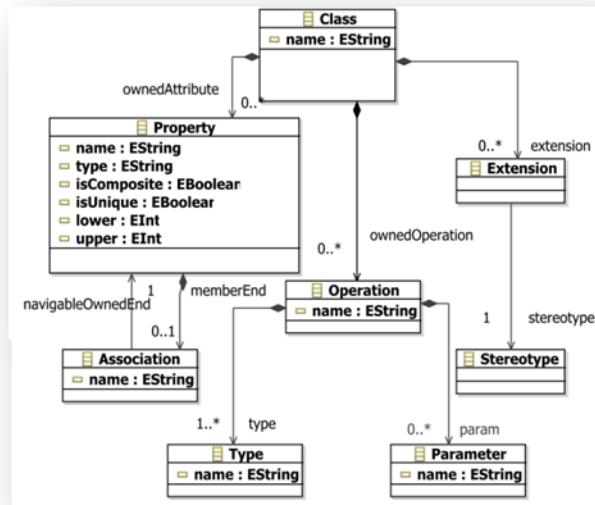 Class
name : EString
ownedAttribute
0..*
extension
0..*
Property
name : EString
type : EString
isComposite : EBoolear
isUnique : EBoolear
lower : EInt
upper : EInt
Extension
ownedOperation
0..*
navigableOwnedEnd
1
memberEnd
0..1
Operation
name : EString
1
stereotype
Association
name : EString
Stereotype
1..*
type
0..*
param
Type
name : EString
Parameter
name : EString